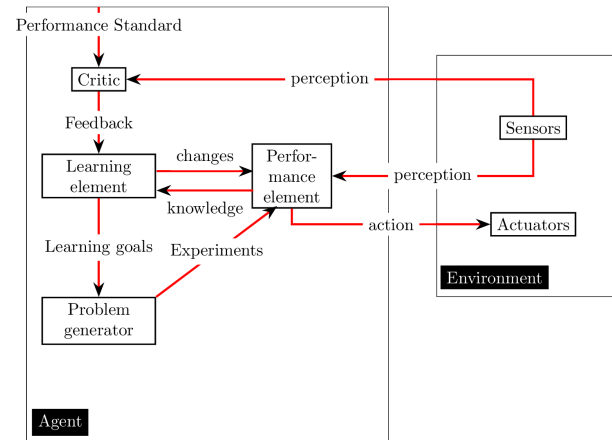 Performance Standard
Critic
perception
Feedback
Sensors
Learning
element
changes
Perfor-
mance
element
perception
knowledge
action
Actuators
Learning goals
Experiments
Environment
Problem
generator
Agent